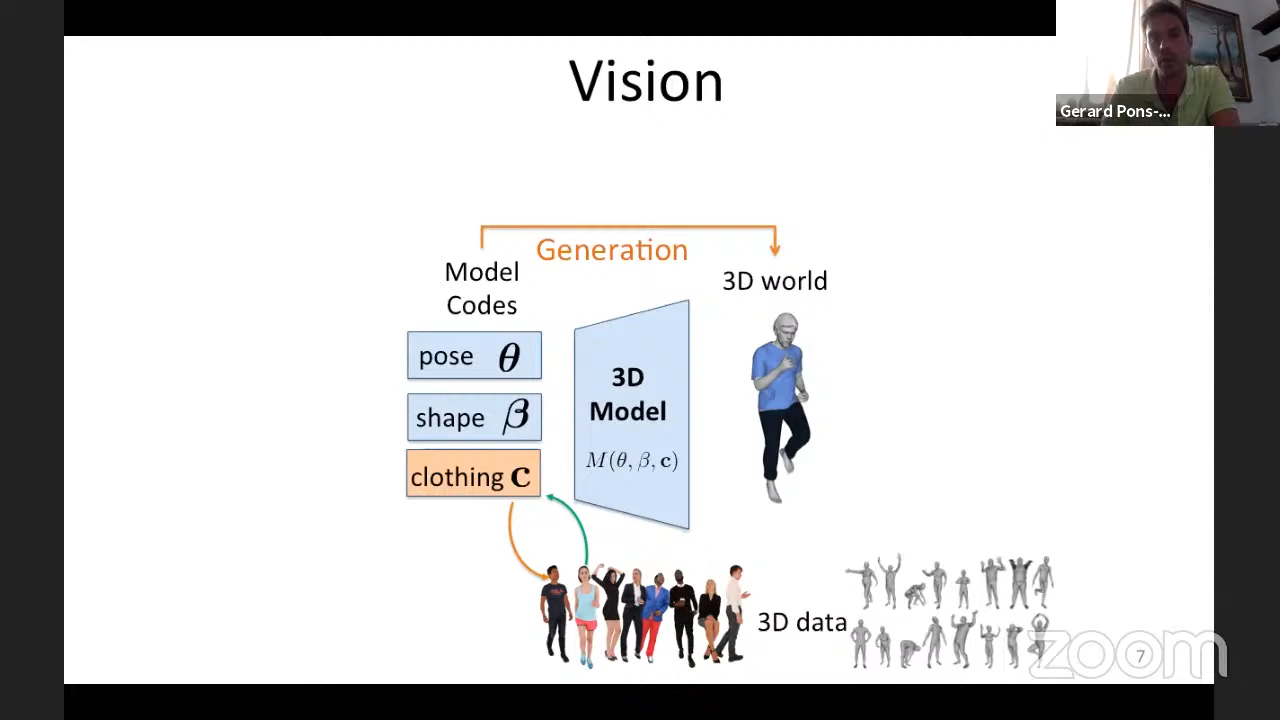 Vision
Gerard Pons-...
Generation
Model
Codes
3D world
pose θ
shape β
clothing c
3D
Model
M(θ, β, c)
3D data
zoom
7